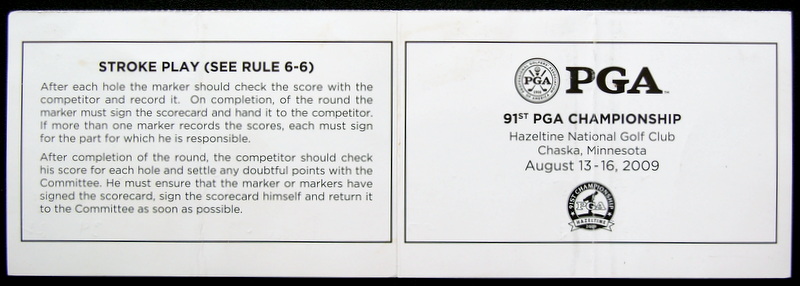 STROKE PLAY (SEE RULE 6-6)
After each hole the marker should check the score with the
competitor and record it. On completion, of the round the
marker must sign the scorecard and hand it to the competitor.
If more than one marker records the scores, each must sign
for the part for which he is responsible.
After completion of the round, the competitor should check
his score for each hole and settle any doubtful points with the
Committee. He must ensure that the marker or markers have
signed the scorecard, sign the scorecard himself and return it
to the Committee as soon as possible.
PGA
PGA™
91ST PGA CHAMPIONSHIP
Hazeltine National Golf Club
Chaska, Minnesota
August 13-16, 2009
91ST CHAMPIONSHIP
PGA
HAZELTINE